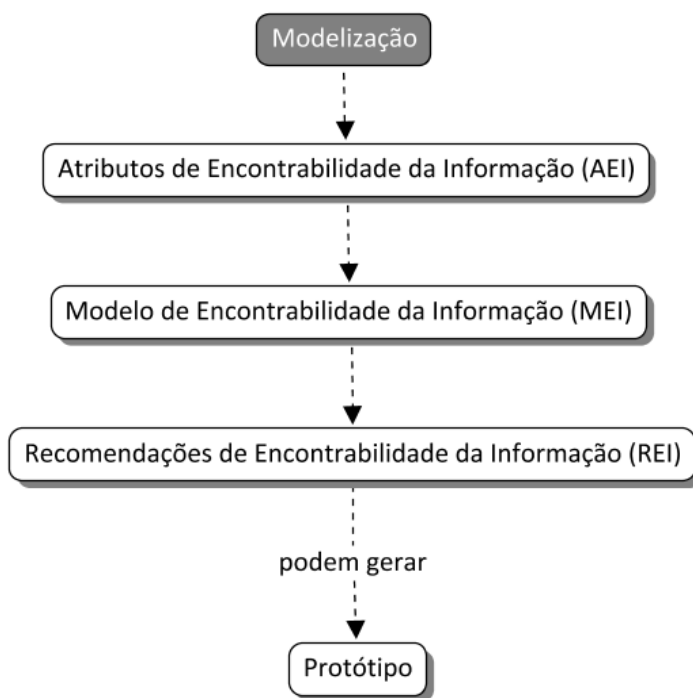 Modelização
Atributos de Encontrabilidade da Informação (AEI)
Modelo de Encontrabilidade da Informação (MEI)
Recomendações de Encontrabilidade da Informação (REI)
podem gerar
Protótipo